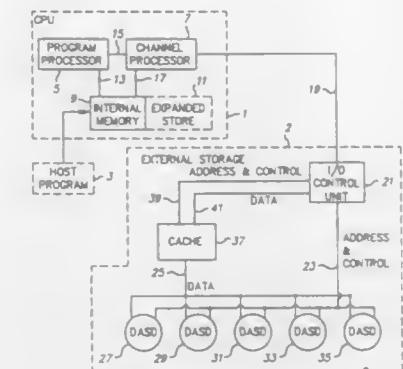 CPU
7
PROGRAM
PROCESSOR
15
CHANNEL
PROCESSOR
5
13
17
11
9
INTERNAL
MEMORY
EXPANDED
STORE
1
19
HOST
PROGRAM
3
2
EXTERNAL STORAGE
ADDRESS & CONTROL
I/O
CONTROL
UNIT
21
39
41
DATA
CACHE
37
ADDRESS
&
CONTROL
25
23
DATA
DASD
DASD
DASD
DASD
DASD
27
29
31
33
35